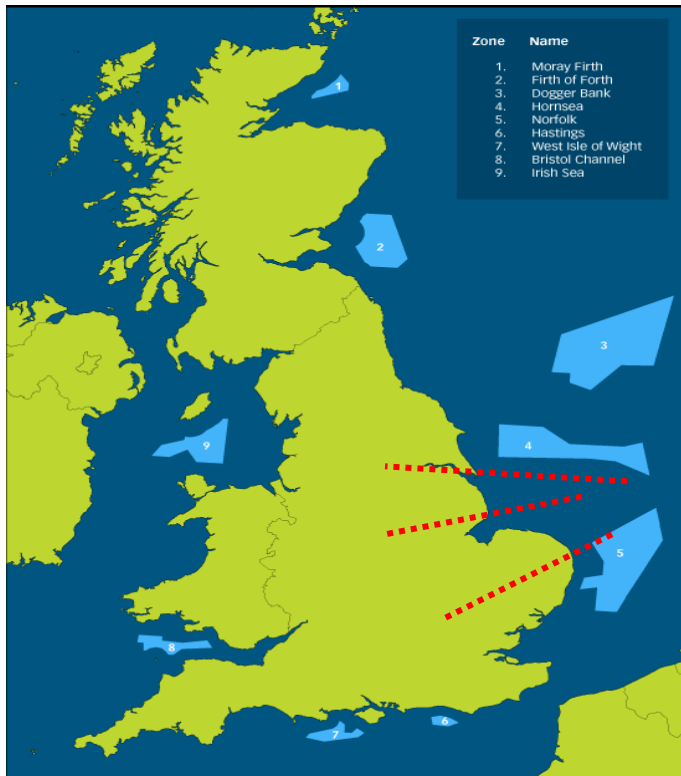 Zone Name
1. Moray Firth
2. Firth of Forth
3. Dogger Bank
4. Hornsea
5. Norfolk
6. Hastings
7. West Isle of Wight
8. Bristol Channel
9. Irish Sea
1
2
3
9
4
5
8
6
7